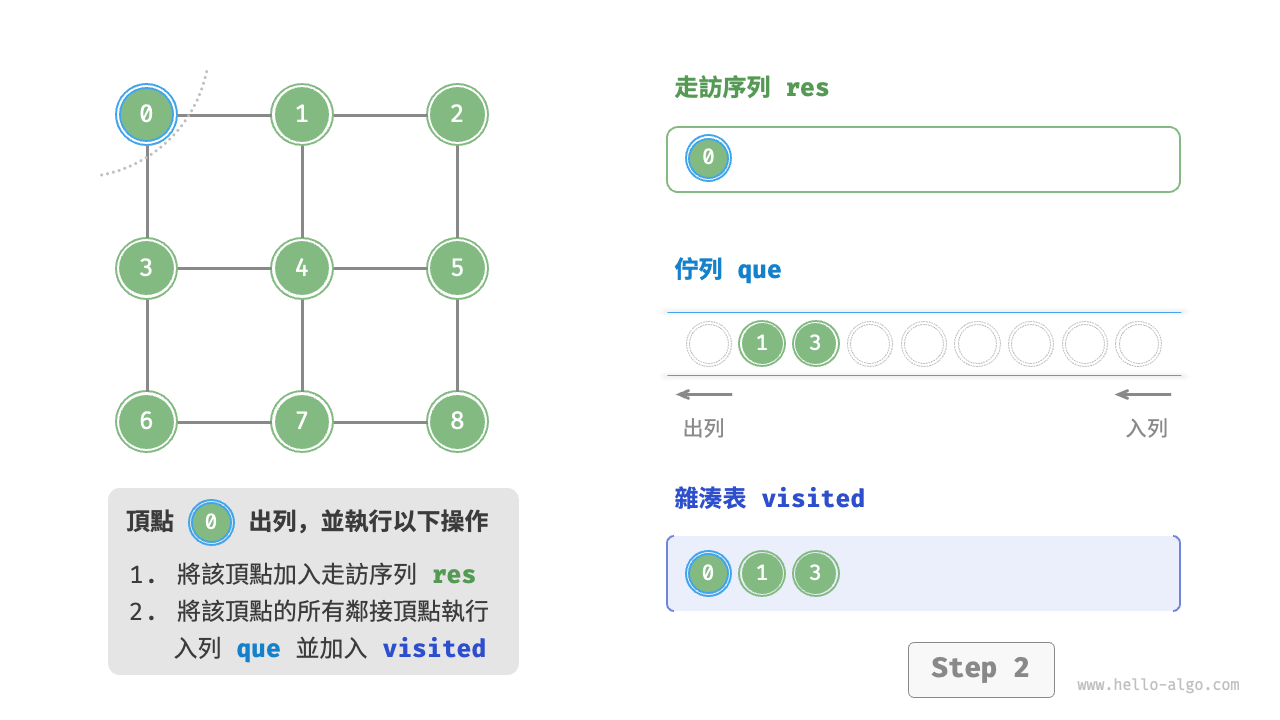 0 1 2
3 4 5
6 7 8
頂點 0 出列，並執行以下操作
1. 將該頂點加入走訪序列 res
2. 將該頂點的所有鄰接頂點執行
入列 que 並加入 visited
走訪序列 res
0
佇列 que
1 3
出列 入列
雜湊表 visited
0 1 3
Step 2
www.hello-algo.com